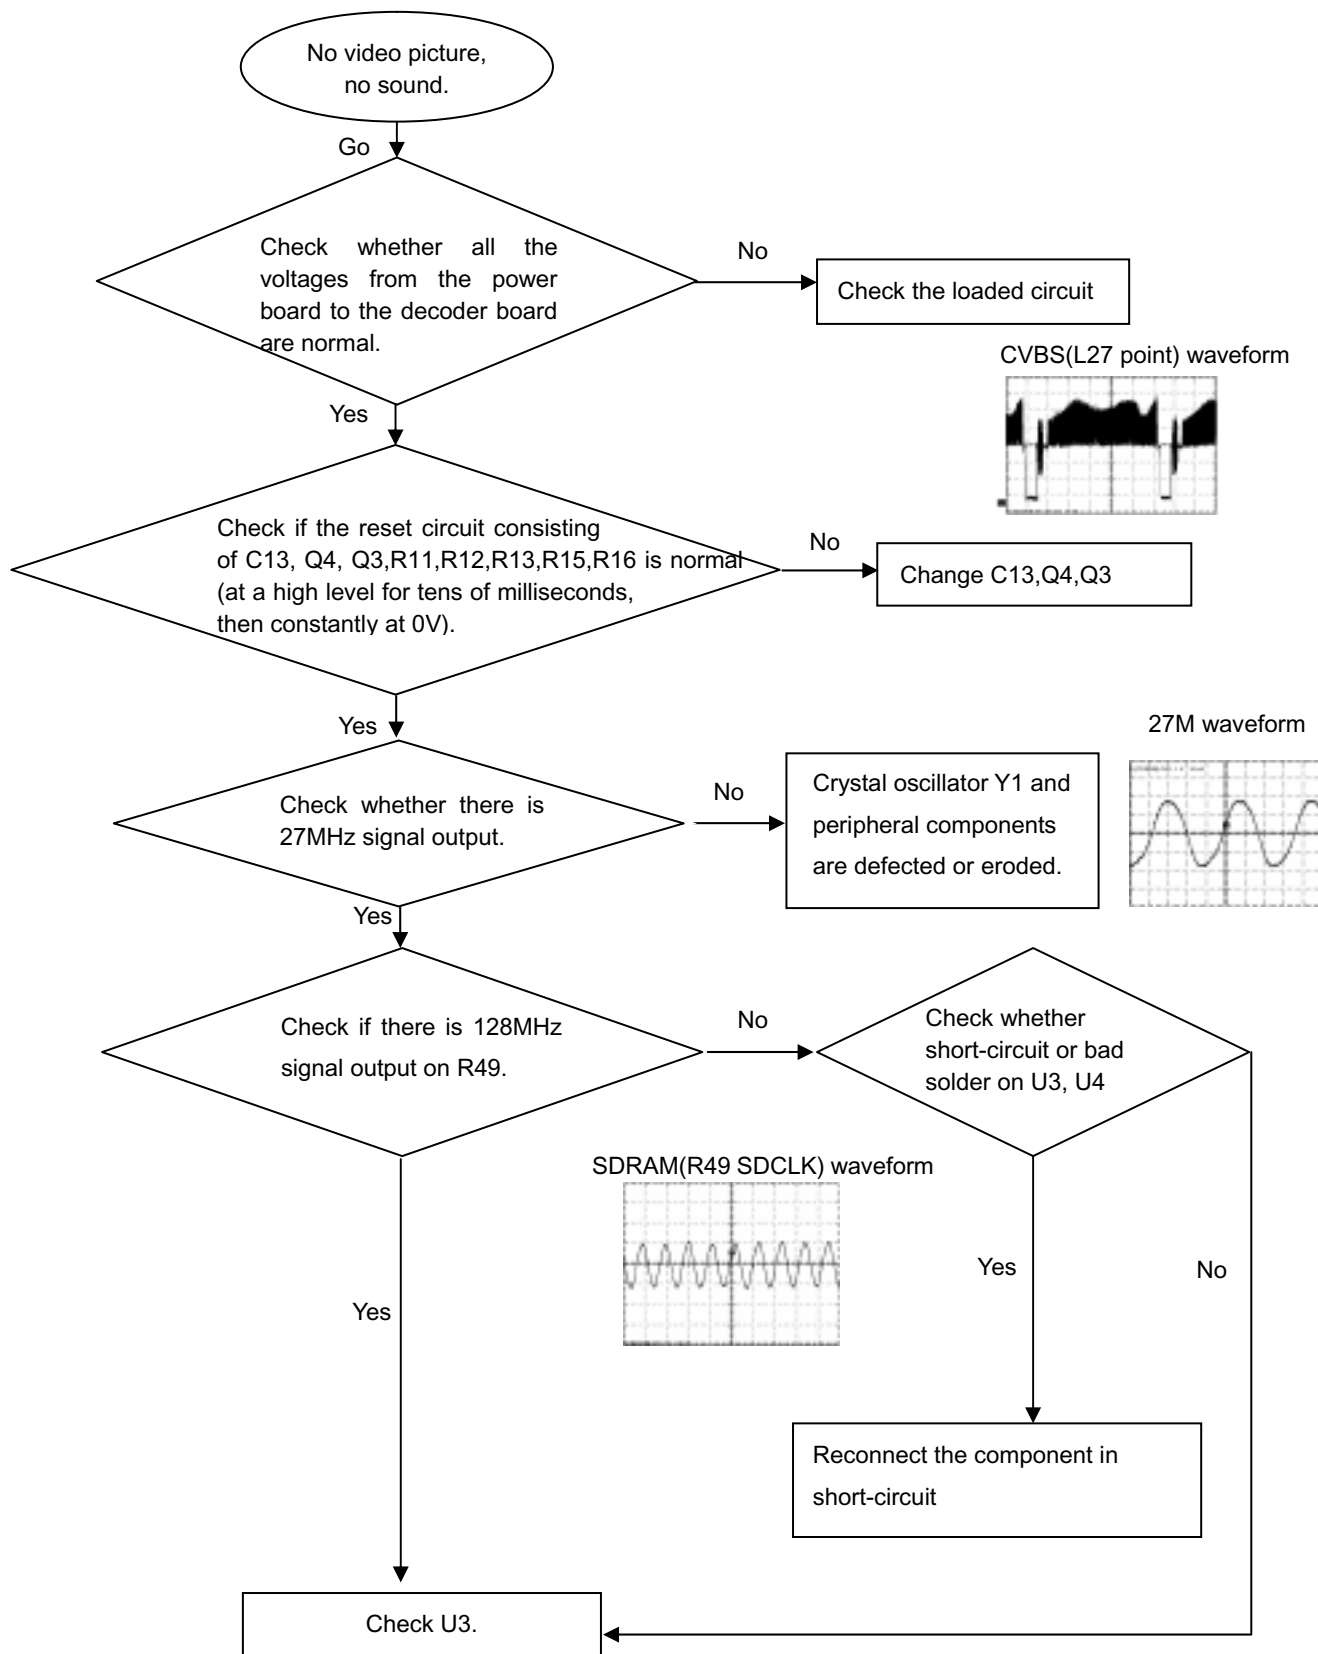 No video picture,
no sound.
Go
Check whether all the
voltages from the power
board to the decoder board
are normal.
No
Check the loaded circuit
CVBS(L27 point) waveform
Yes
Check if the reset circuit consisting
of C13, Q4, Q3,R11,R12,R13,R15,R16 is normal
(at a high level for tens of milliseconds,
then constantly at 0V).
No
Change C13,Q4,Q3
Yes
27M waveform
Check whether there is
27MHz signal output.
No
Crystal oscillator Y1 and
peripheral components
are defected or eroded.
Yes
Check if there is 128MHz
signal output on R49.
No
Check whether
short-circuit or bad
solder on U3, U4
SDRAM(R49 SDCLK) waveform
Yes
No
Yes
Reconnect the component in
short-circuit
Check U3.